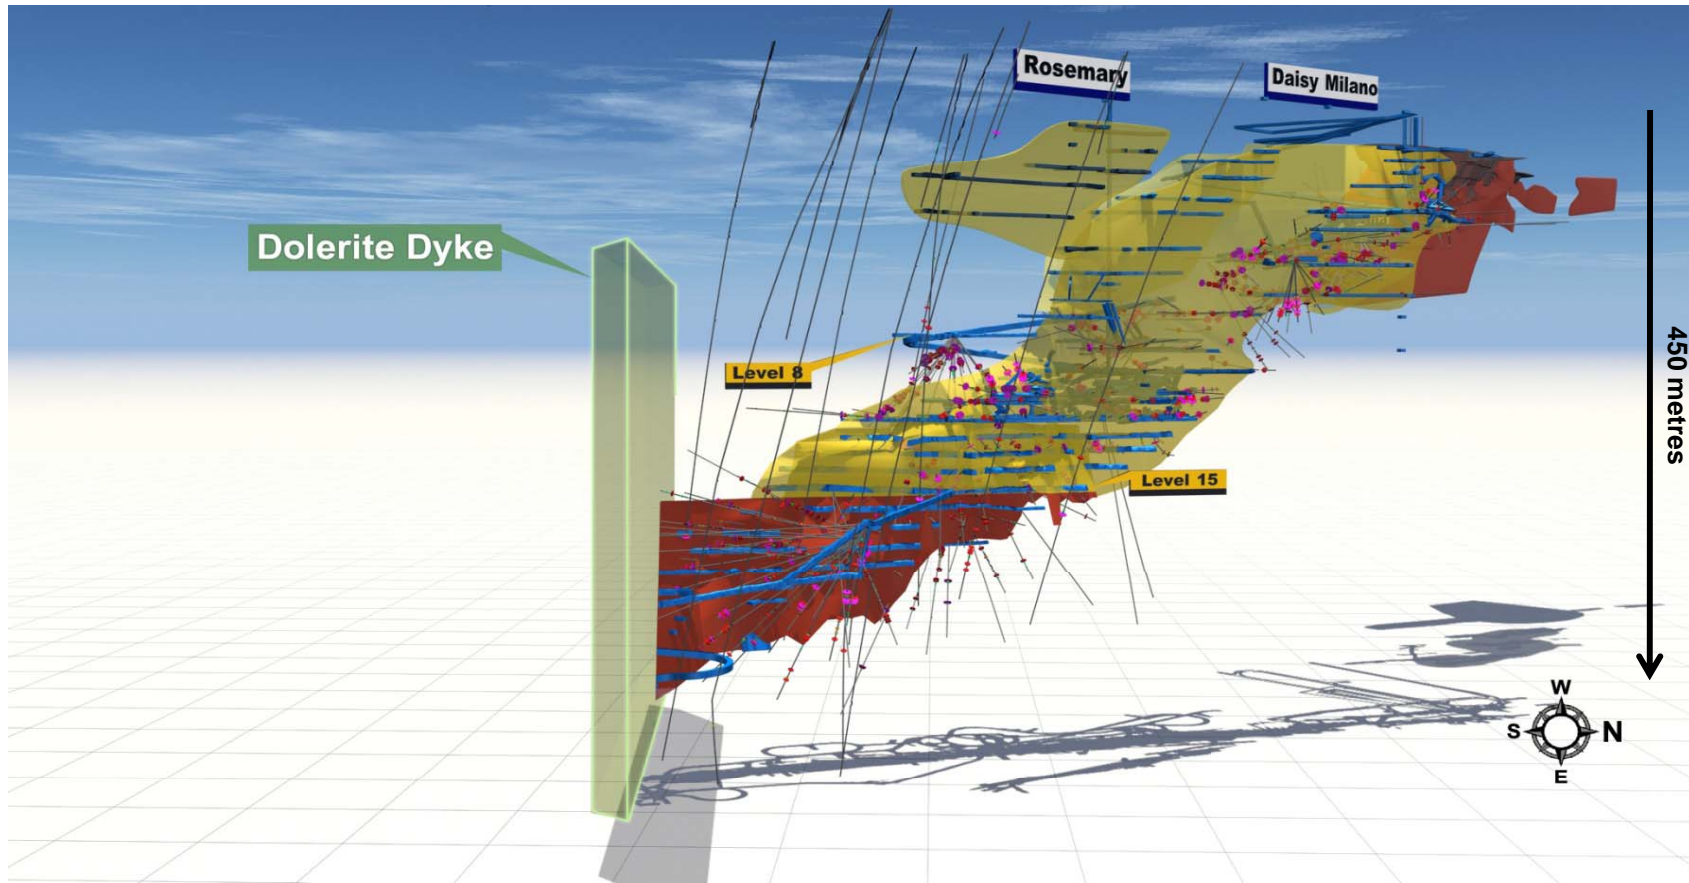 Rosemary
Daisy Milano
Dolerite Dyke
Level 8
450 metres
Level 15
W
S N
E